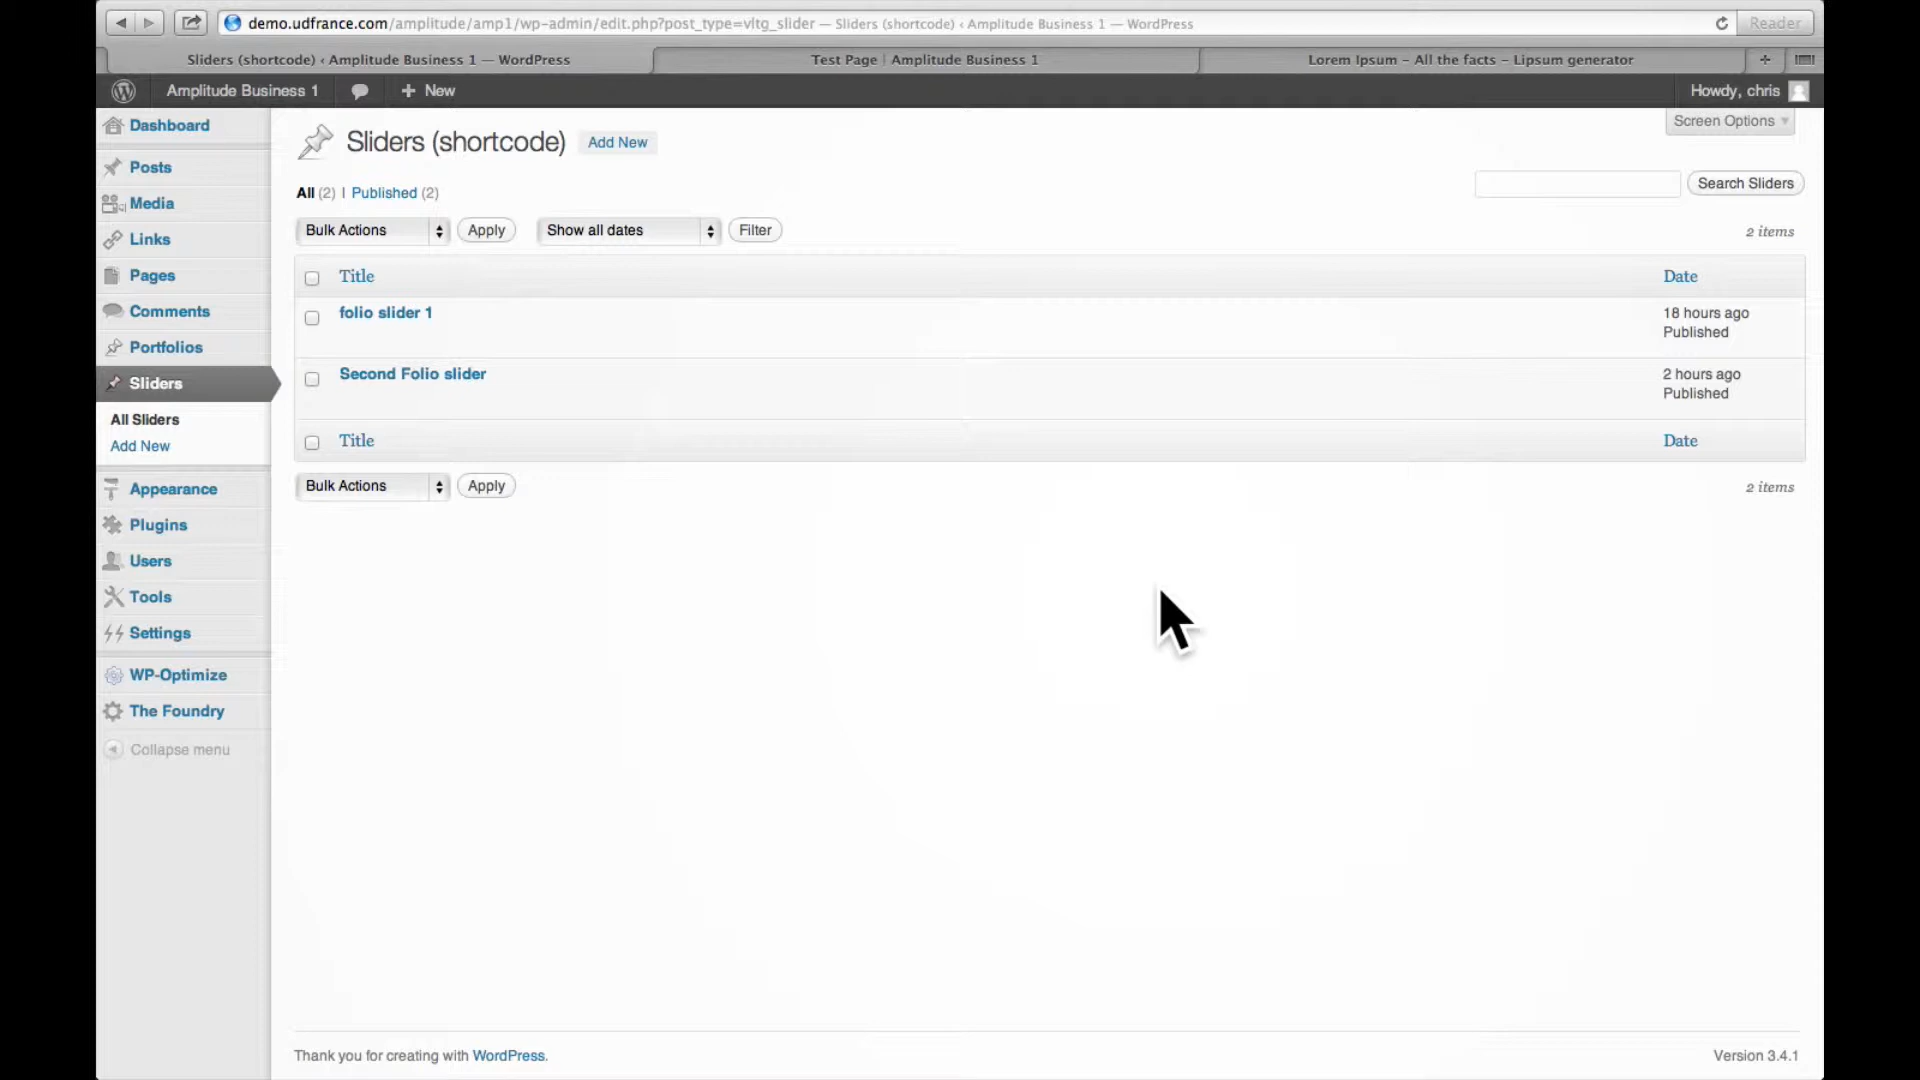 demo.udfrance.com/amplitude/amp1/wp-admin/edit.php?post_type=vltg_slider — Sliders (shortcode) ‹ Amplitude Business 1 — WordPress
Reader
Sliders (shortcode) ‹ Amplitude Business 1 — WordPress
Test Page | Amplitude Business 1
Lorem Ipsum – All the facts – Lipsum generator
Amplitude Business 1
New
Howdy, chris
Dashboard
Posts
Media
Links
Pages
Comments
Portfolios
Sliders
All Sliders
Add New
Appearance
Plugins
Users
Tools
Settings
WP-Optimize
The Foundry
Collapse menu
Screen Options
Sliders (shortcode) Add New
All (2) | Published (2)
Search Sliders
Bulk Actions Apply Show all dates Filter
2 items
Title Date
folio slider 1 18 hours ago
Published
Second Folio slider 2 hours ago
Published
Title Date
Bulk Actions Apply
2 items
Thank you for creating with WordPress.
Version 3.4.1